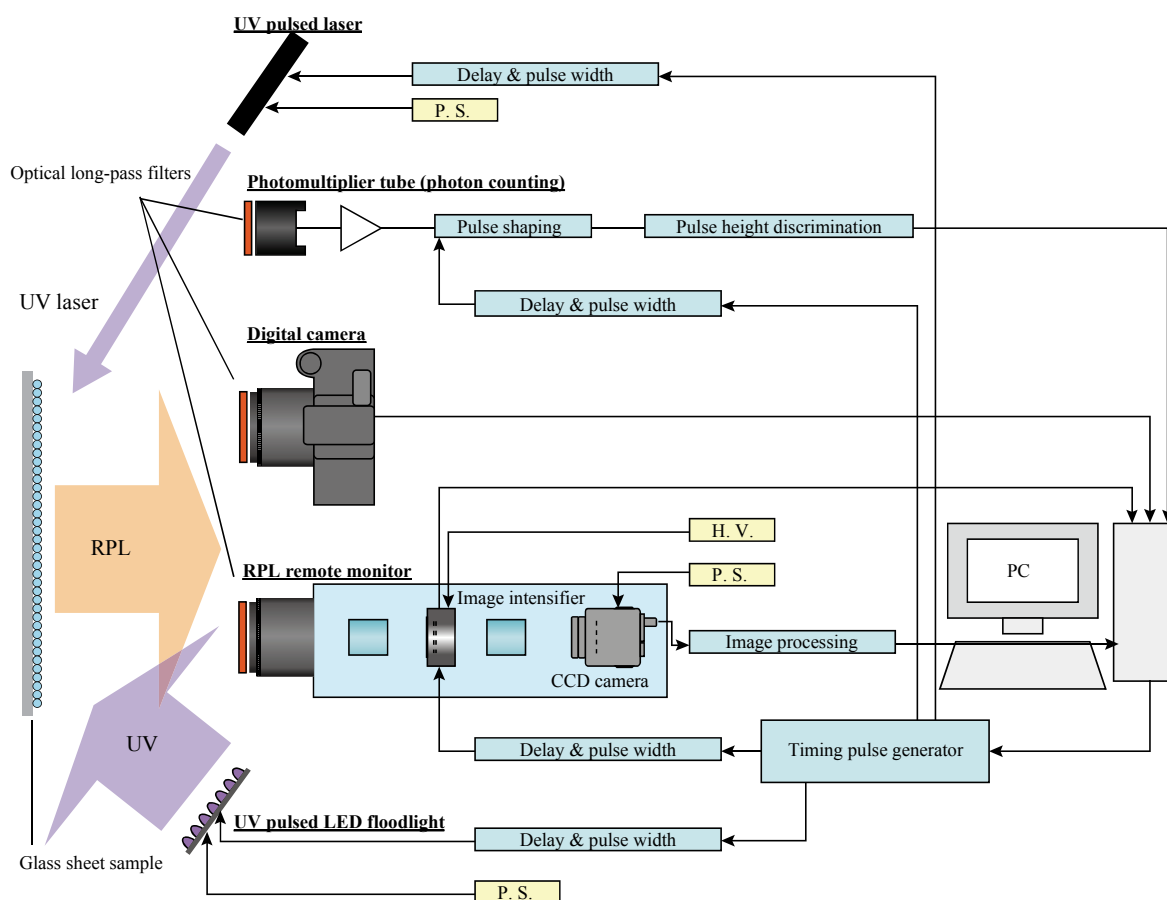 UV pulsed laser
Delay & pulse width
P. S.
Optical long-pass filters
Photomultiplier tube (photon counting)
Pulse shaping
Pulse height discrimination
UV laser
Delay & pulse width
Digital camera
RPL
H. V.
PC
RPL remote monitor
P. S.
Image intensifier
Image processing
CCD camera
UV
Delay & pulse width
Timing pulse generator
UV pulsed LED floodlight
Delay & pulse width
Glass sheet sample
P. S.